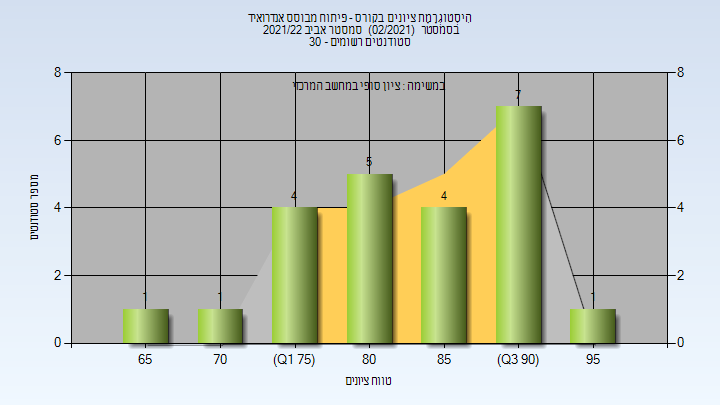 היסטוגרמת ציונים בקורס - פיתוח מבוסס אנדרואיד
בסמסטר (02/2021) סמסטר אביב 2021/22
סטודנטים רשומים - 30
במשימה : ציון סופי במחשב המרכזי
8 8
6 6
4 4
2 2
0 0
1 1 4 5 4 7 1
מספר סטודנטים
65 70 (Q1 75) 80 85 (Q3 90) 95
טווח ציונים